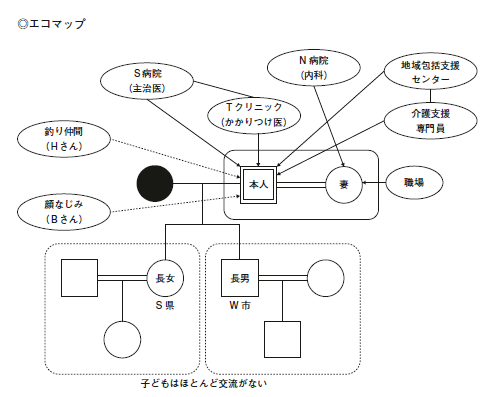 ◎エコマップ
S病院
(主治医)
N病院
(内科)
地域包括支援
センター
Tクリニック
(かかりつけ医)
介護支援
専門員
釣り仲間
(Hさん)
本人
妻
職場
顔なじみ
(Bさん)
長女
S県
長男
W市
子どもはほとんど交流がない